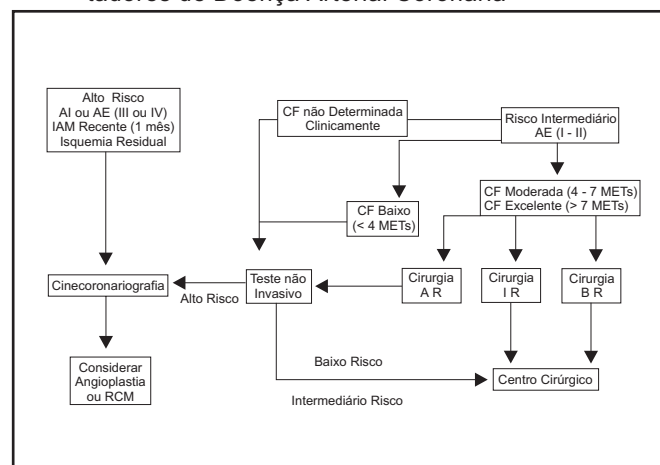 Alto Risco
AI ou AE (III ou IV)
IAM Recente (1 mês)
Isquemia Residual
CF não Determinada
Clinicamente
Risco Intermediário
AE (I - II)
CF Baixo
(< 4 METs)
CF Moderada (4 - 7 METs)
CF Excelente (> 7 METs)
Cinecoronariografia
Alto Risco
Teste não
Invasivo
Cirurgia
A R
Cirurgia
I R
Cirurgia
B R
Considerar
Angioplastia
ou RCM
Baixo Risco
Intermediário Risco
Centro Cirúrgico